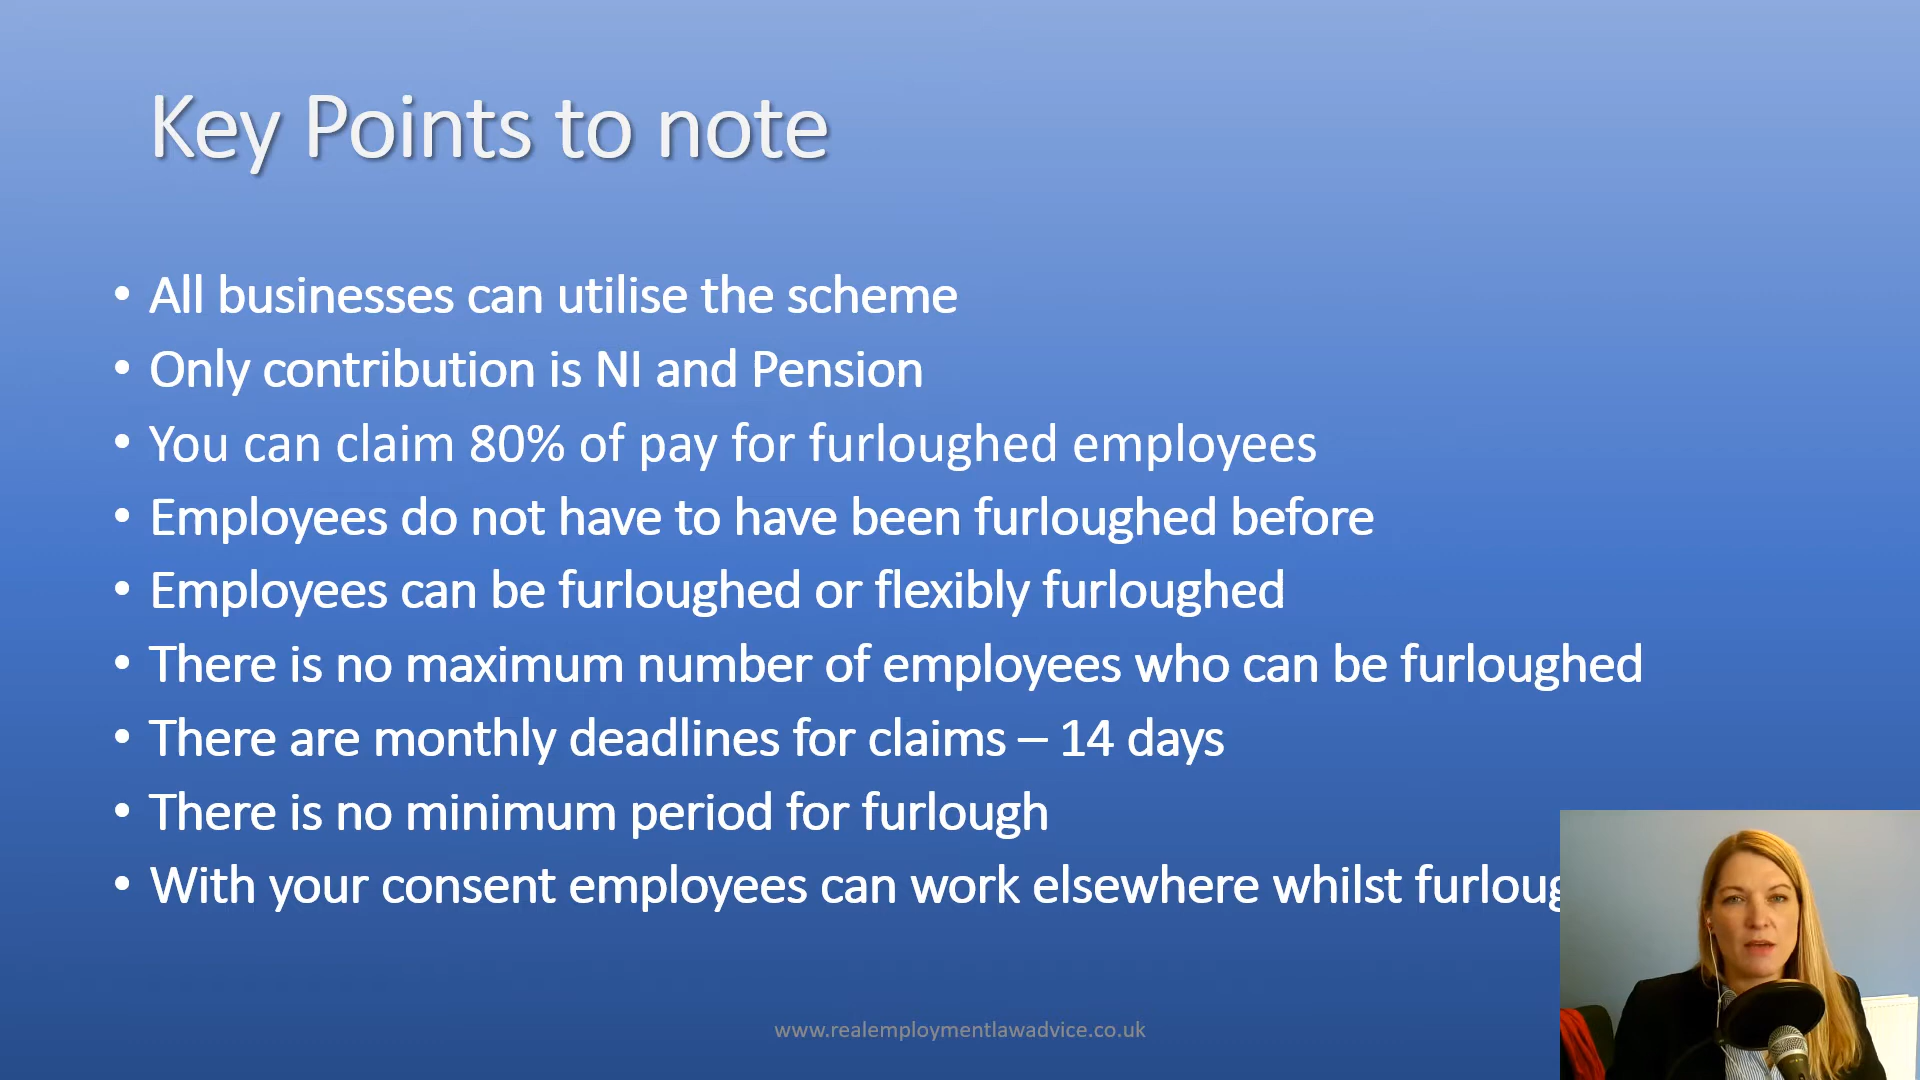 Key Points to note
• All businesses can utilise the scheme
• Only contribution is NI and Pension
• You can claim 80% of pay for furloughed employees
• Employees do not have to have been furloughed before
• Employees can be furloughed or flexibly furloughed
• There is no maximum number of employees who can be furloughed
• There are monthly deadlines for claims – 14 days
• There is no minimum period for furlough
• With your consent employees can work elsewhere whilst
www.realemploymentlawadvice.co.uk